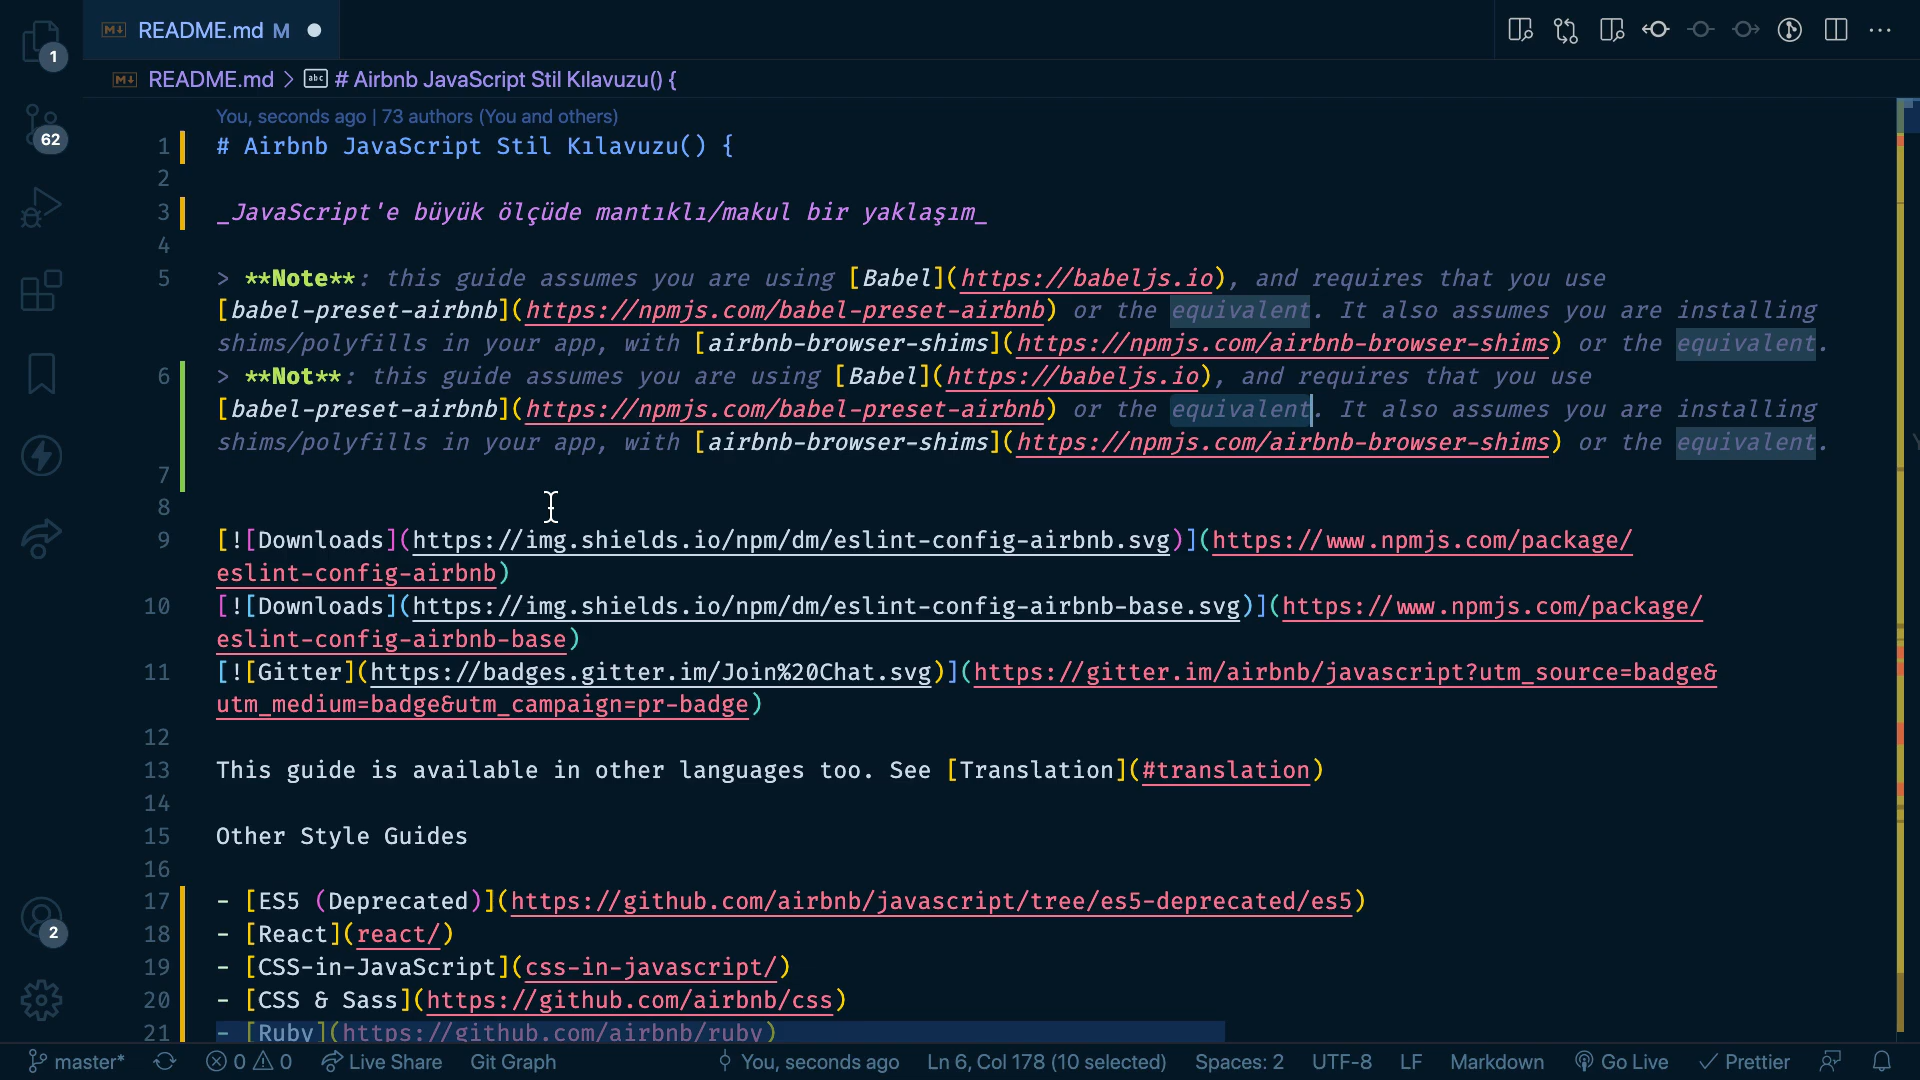 README.md M
1
README.md > # Airbnb JavaScript Stil Kılavuzu() {
You, seconds ago | 73 authors (You and others)
62
1 # Airbnb JavaScript Stil Kılavuzu() {
2
3 _JavaScript'e büyük ölçüde mantıklı/makul bir yaklaşım_
4
5 > **Note**: this guide assumes you are using [Babel](https://babeljs.io), and requires that you use
[babel-preset-airbnb](https://npmjs.com/babel-preset-airbnb) or the equivalent. It also assumes you are installing
shims/polyfills in your app, with [airbnb-browser-shims](https://npmjs.com/airbnb-browser-shims) or the equivalent.
6 > **Not**: this guide assumes you are using [Babel](https://babeljs.io), and requires that you use
[babel-preset-airbnb](https://npmjs.com/babel-preset-airbnb) or the equivalent. It also assumes you are installing
shims/polyfills in your app, with [airbnb-browser-shims](https://npmjs.com/airbnb-browser-shims) or the equivalent.
7
8
9 [![Downloads](https://img.shields.io/npm/dm/eslint-config-airbnb.svg)](https://www.npmjs.com/package/
eslint-config-airbnb)
10 [![Downloads](https://img.shields.io/npm/dm/eslint-config-airbnb-base.svg)](https://www.npmjs.com/package/
eslint-config-airbnb-base)
11 [![Gitter](https://badges.gitter.im/Join%20Chat.svg)](https://gitter.im/airbnb/javascript?utm_source=badge&
utm_medium=badge&utm_campaign=pr-badge)
12
13 This guide is available in other languages too. See [Translation](#translation)
14
15 Other Style Guides
16
17 - [ES5 (Deprecated)](https://github.com/airbnb/javascript/tree/es5-deprecated/es5)
18 - [React](react/)
19 - [CSS-in-JavaScript](css-in-javascript/)
20 - [CSS & Sass](https://github.com/airbnb/css)
21 - [Ruby](https://github.com/airbnb/ruby)
2
master* 0 0 Live Share Git Graph You, seconds ago Ln 6, Col 178 (10 selected) Spaces: 2 UTF-8 LF Markdown Go Live Prettier